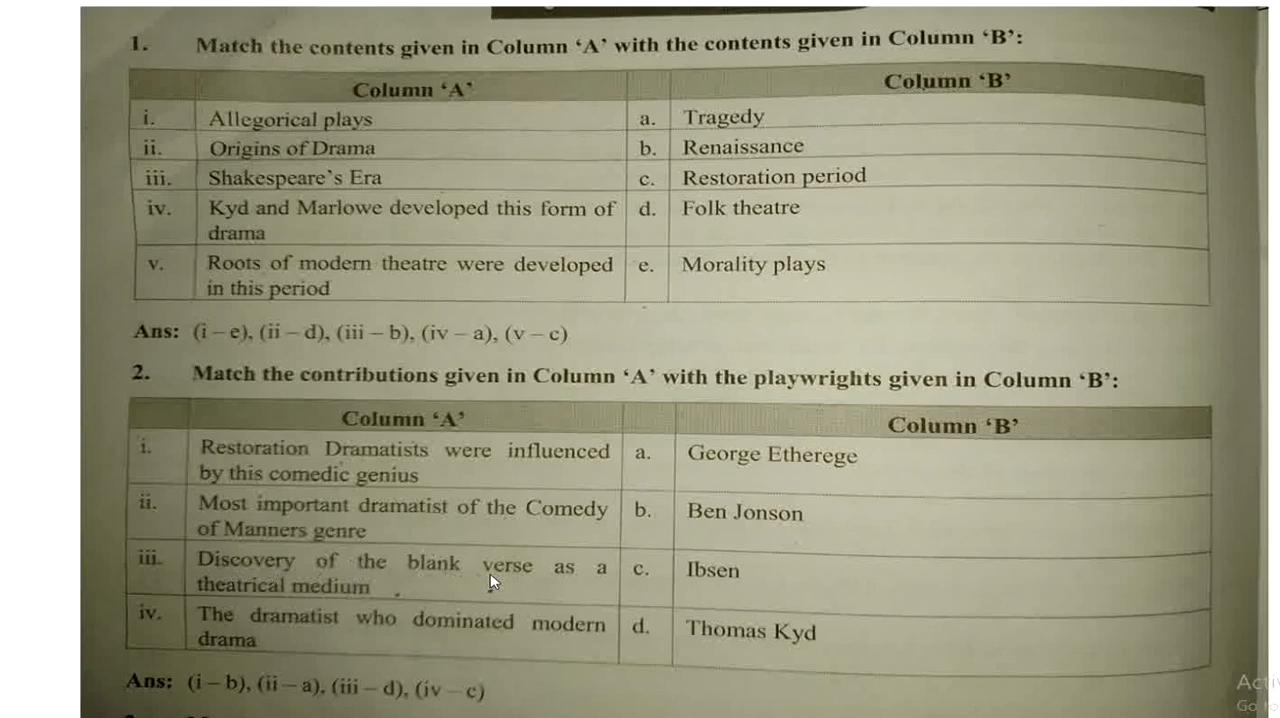 1. Match the contents given in Column ‘A’ with the contents given in Column ‘B’:
Column ‘A’ Column ‘B’
i. Allegorical plays a. Tragedy
ii. Origins of Drama b. Renaissance
iii. Shakespeare’s Era c. Restoration period
iv. Kyd and Marlowe developed this form of d. Folk theatre
drama
v. Roots of modern theatre were developed e. Morality plays
in this period
Ans: (i – e), (ii – d), (iii – b), (iv – a), (v – c)
2. Match the contributions given in Column ‘A’ with the playwrights given in Column ‘B’:
Column ‘A’ Column ‘B’
i. Restoration Dramatists were influenced a. George Etherege
by this comedic genius
ii. Most important dramatist of the Comedy b. Ben Jonson
of Manners genre
iii. Discovery of the blank verse as a c. Ibsen
theatrical medium
iv. The dramatist who dominated modern d. Thomas Kyd
drama
Ans: (i – b), (ii – a), (iii – d), (iv – c)
Go to